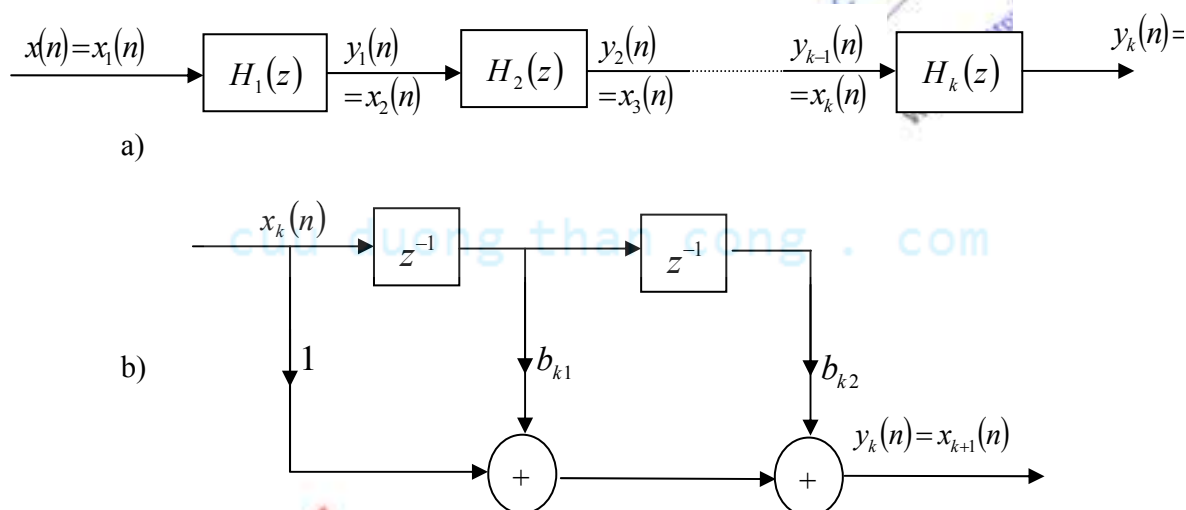 x(n)=x₁(n) H₁(z) y₁(n) =x₂(n) H₂(z) y₂(n) =x₃(n) yₖ₋₁(n) =xₖ(n) Hₖ(z) yₖ(n)=
a)
xₖ(n) z⁻¹ z⁻¹
cuu duong than cong . com
b) 1 bₖ₁ bₖ₂
yₖ(n)=xₖ₊₁(n)
+ +